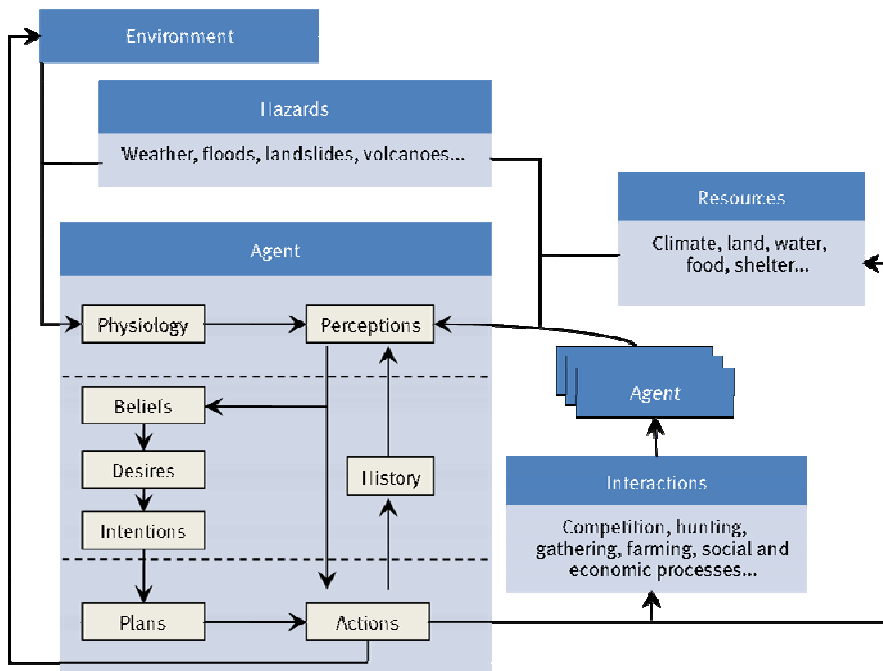 Environment
Hazards
Weather, floods, landslides, volcanoes...
Resources
Climate, land, water,
food, shelter...
Agent
Physiology
Perceptions
Beliefs
Desires
Intentions
History
Plans
Actions
Agent
Interactions
Competition, hunting,
gathering, farming, social and
economic processes...